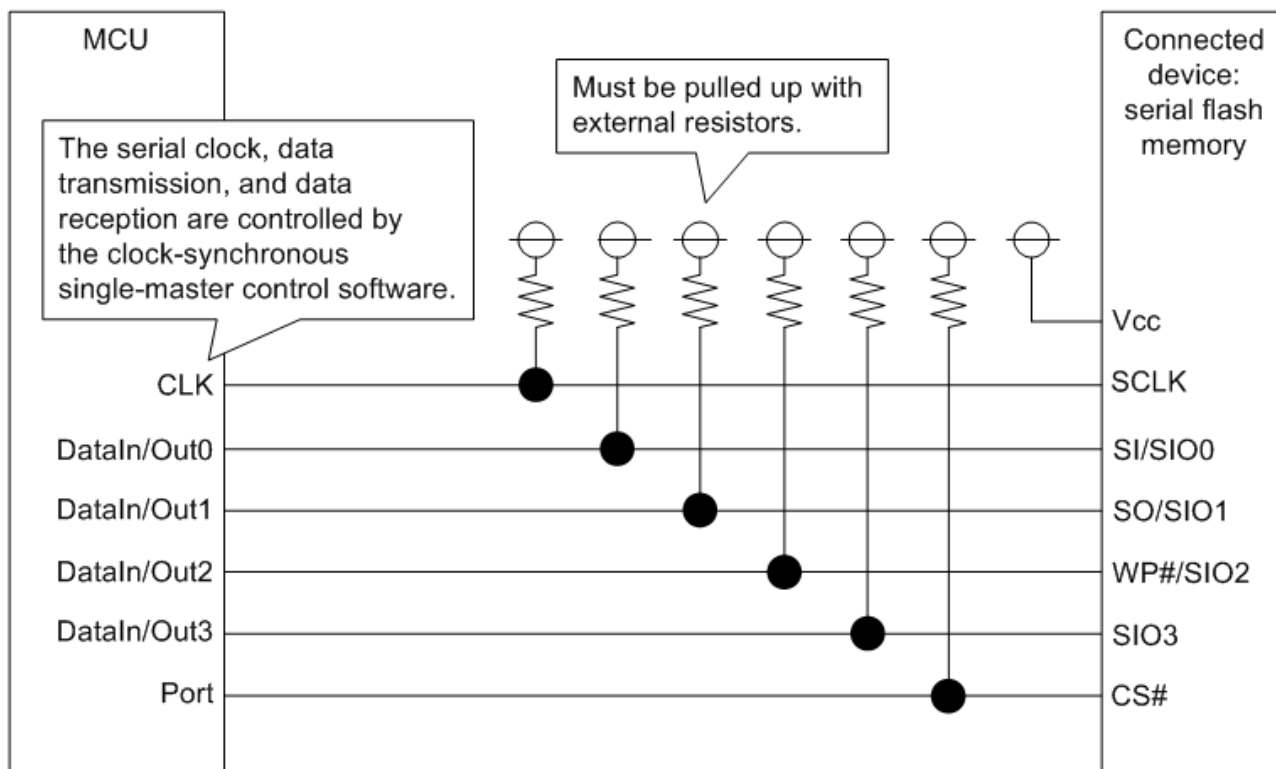 MCU
Connected
device:
serial flash
memory
Must be pulled up with
external resistors.
The serial clock, data
transmission, and data
reception are controlled by
the clock-synchronous
single-master control software.
Vcc
CLK
SCLK
DataIn/Out0
SI/SIO0
DataIn/Out1
SO/SIO1
DataIn/Out2
WP#/SIO2
DataIn/Out3
SIO3
Port
CS#